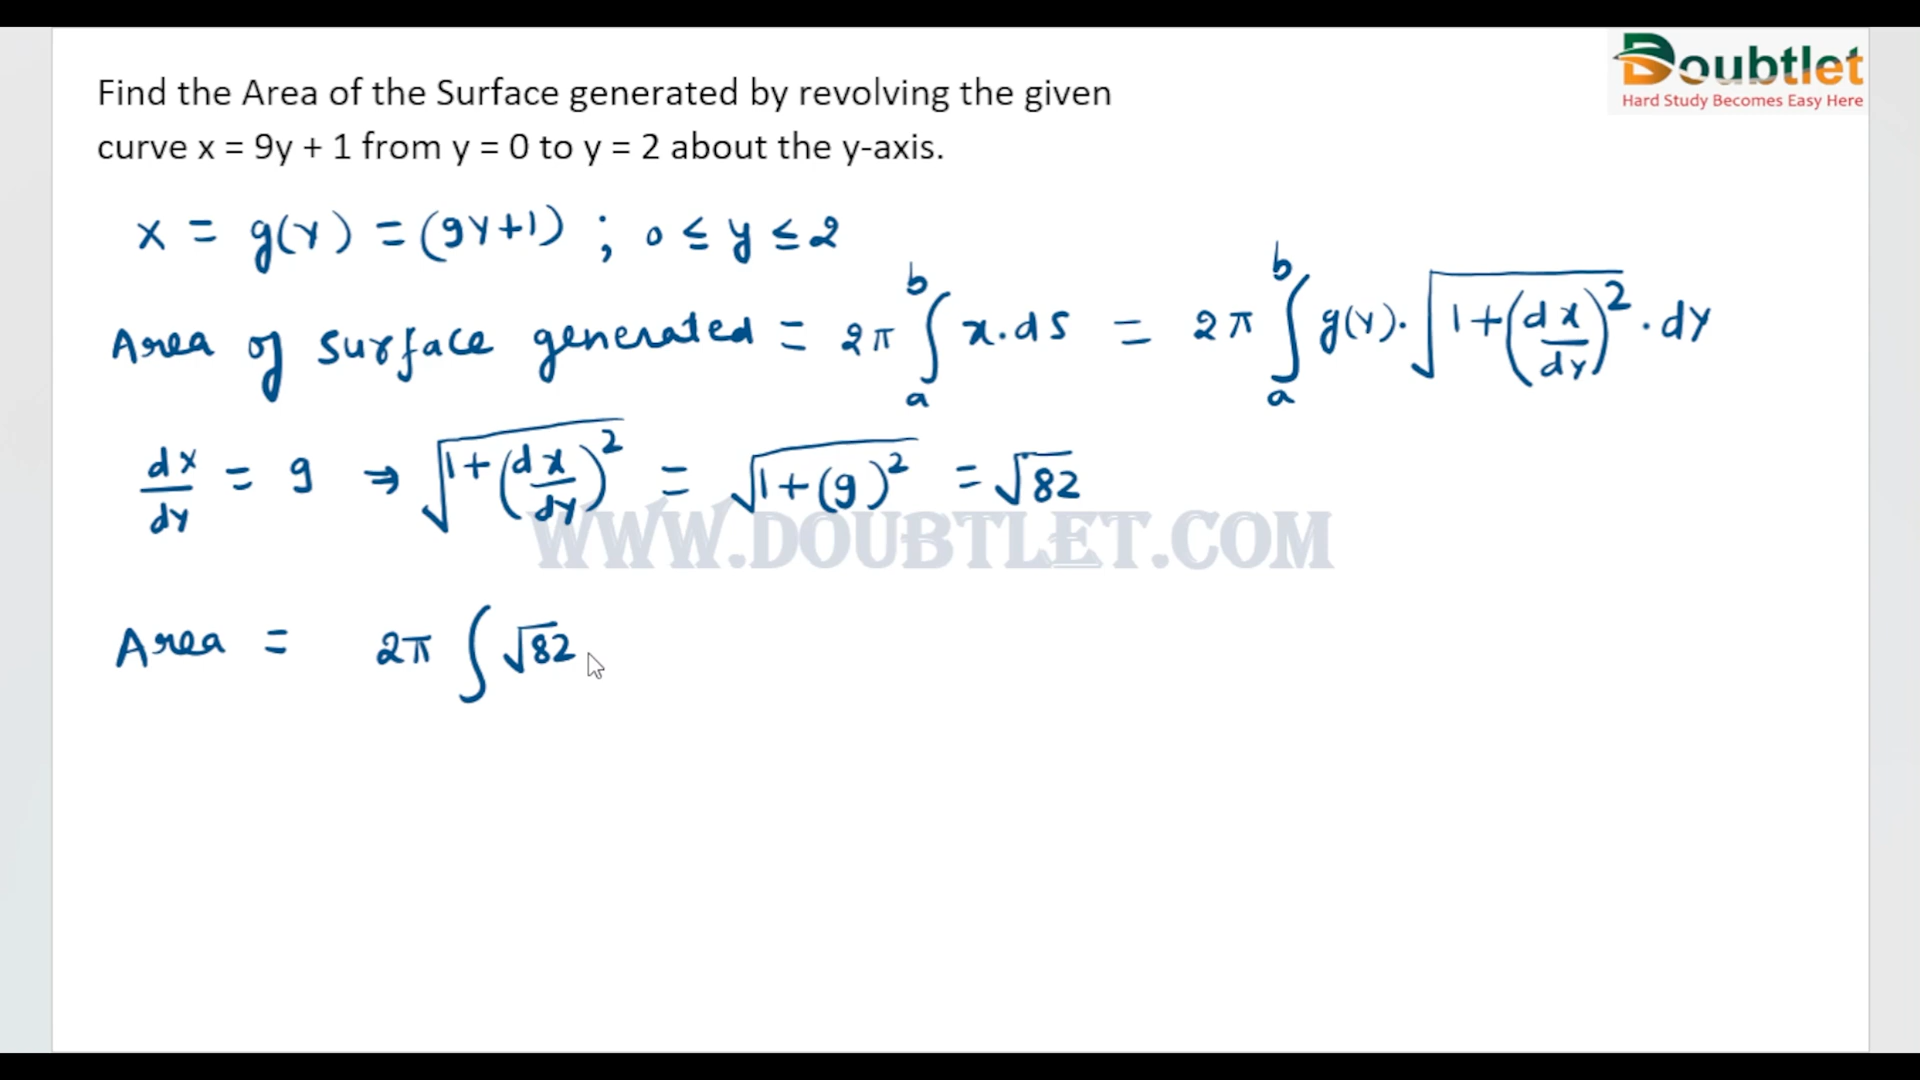 Doubtlet
Hard Study Becomes Easy Here
Find the Area of the Surface generated by revolving the given
curve x = 9y + 1 from y = 0 to y = 2 about the y-axis.
x = g(y) = (9y+1) ; 0 ≤ y ≤ 2
Area of surface generated = 2π ∫_a^b x.ds = 2π ∫_a^b g(y).√(1+(dx/dy)^2).dy
dx/dy = 9 ⇒ √(1+(dx/dy)^2) = √(1+(9)^2) = √82
WWW.DOUBTLET.COM
Area = 2π ∫ √82